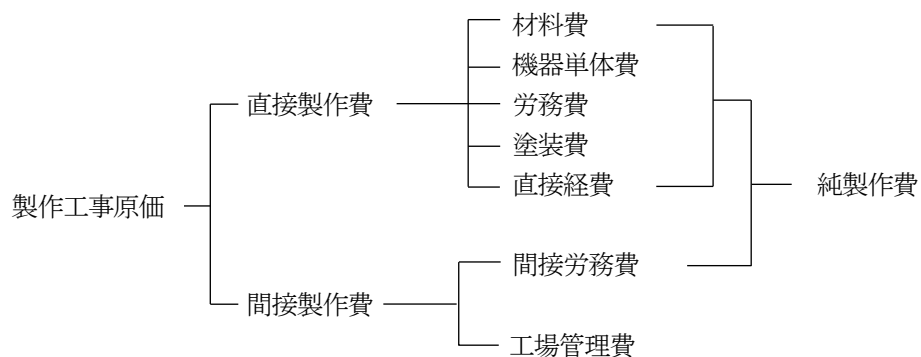 製作工事原価
直接製作費
材料費
機器単体費
労務費
塗装費
直接経費
間接製作費
間接労務費
工場管理費
純製作費